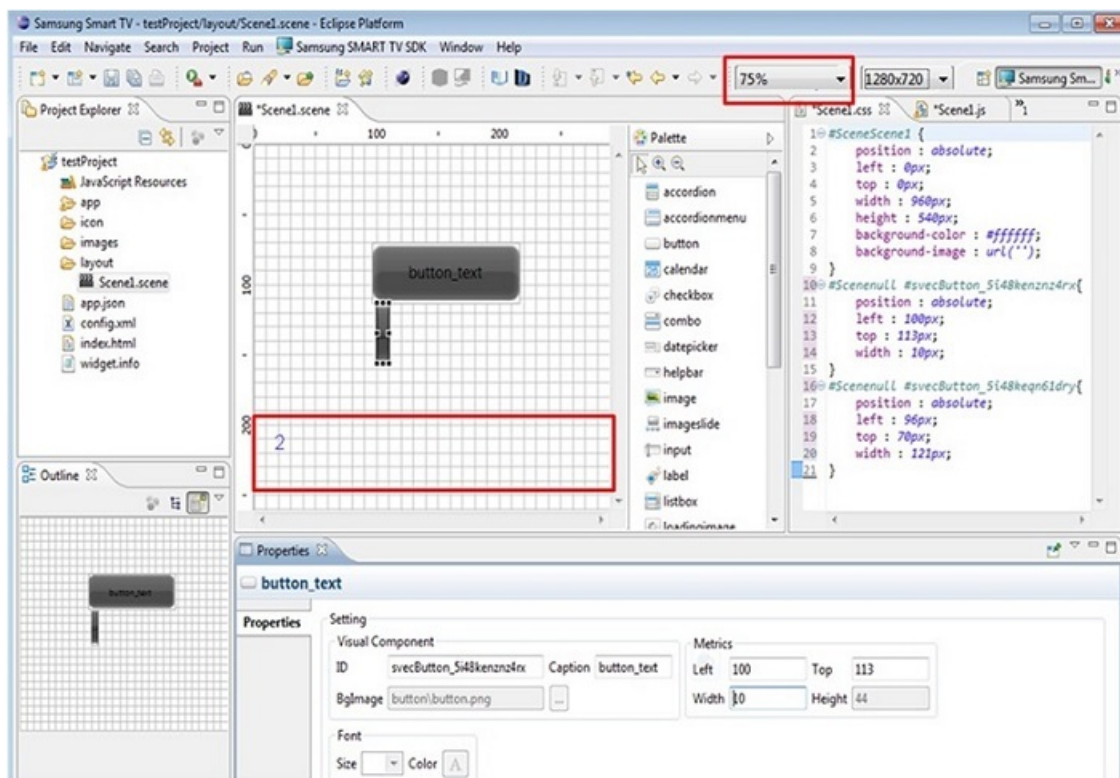 Samsung Smart TV - testProject/layout/Scene1.scene - Eclipse Platform
File Edit Navigate Search Project Run Samsung SMART TV SDK Window Help
75%
1280x720
Samsung Sm...
Project Explorer
testProject
JavaScript Resources
app
icon
images
layout
Scene1.scene
app.json
config.xml
index.html
widget.info
Outline
button_text
*Scene1.scene
0 100 200
0
100
200
button_text
2
Palette
accordion
accordionmenu
button
calendar
checkbox
combo
datepicker
helpbar
image
imageslide
input
label
listbox
loadingimage
*Scene1.css *Scene1.js »1
1 #SceneScene1 {
2 position : absolute;
3 left : 0px;
4 top : 0px;
5 width : 960px;
6 height : 540px;
7 background-color : #ffffff;
8 background-image : url('');
9 }
10 #Scenenull #svecButton_5i48kenznz4rx{
11 position : absolute;
12 left : 100px;
13 top : 113px;
14 width : 10px;
15 }
16 #Scenenull #svecButton_5i48keqn61dry{
17 position : absolute;
18 left : 96px;
19 top : 70px;
20 width : 121px;
21 }
Properties
button_text
Properties
Setting
Visual Component
ID svecButton_5i48kenznz4rx Caption button_text
BgImage button\button.png ...
Metrics
Left 100 Top 113
Width 10 Height 44
Font
Size Color A